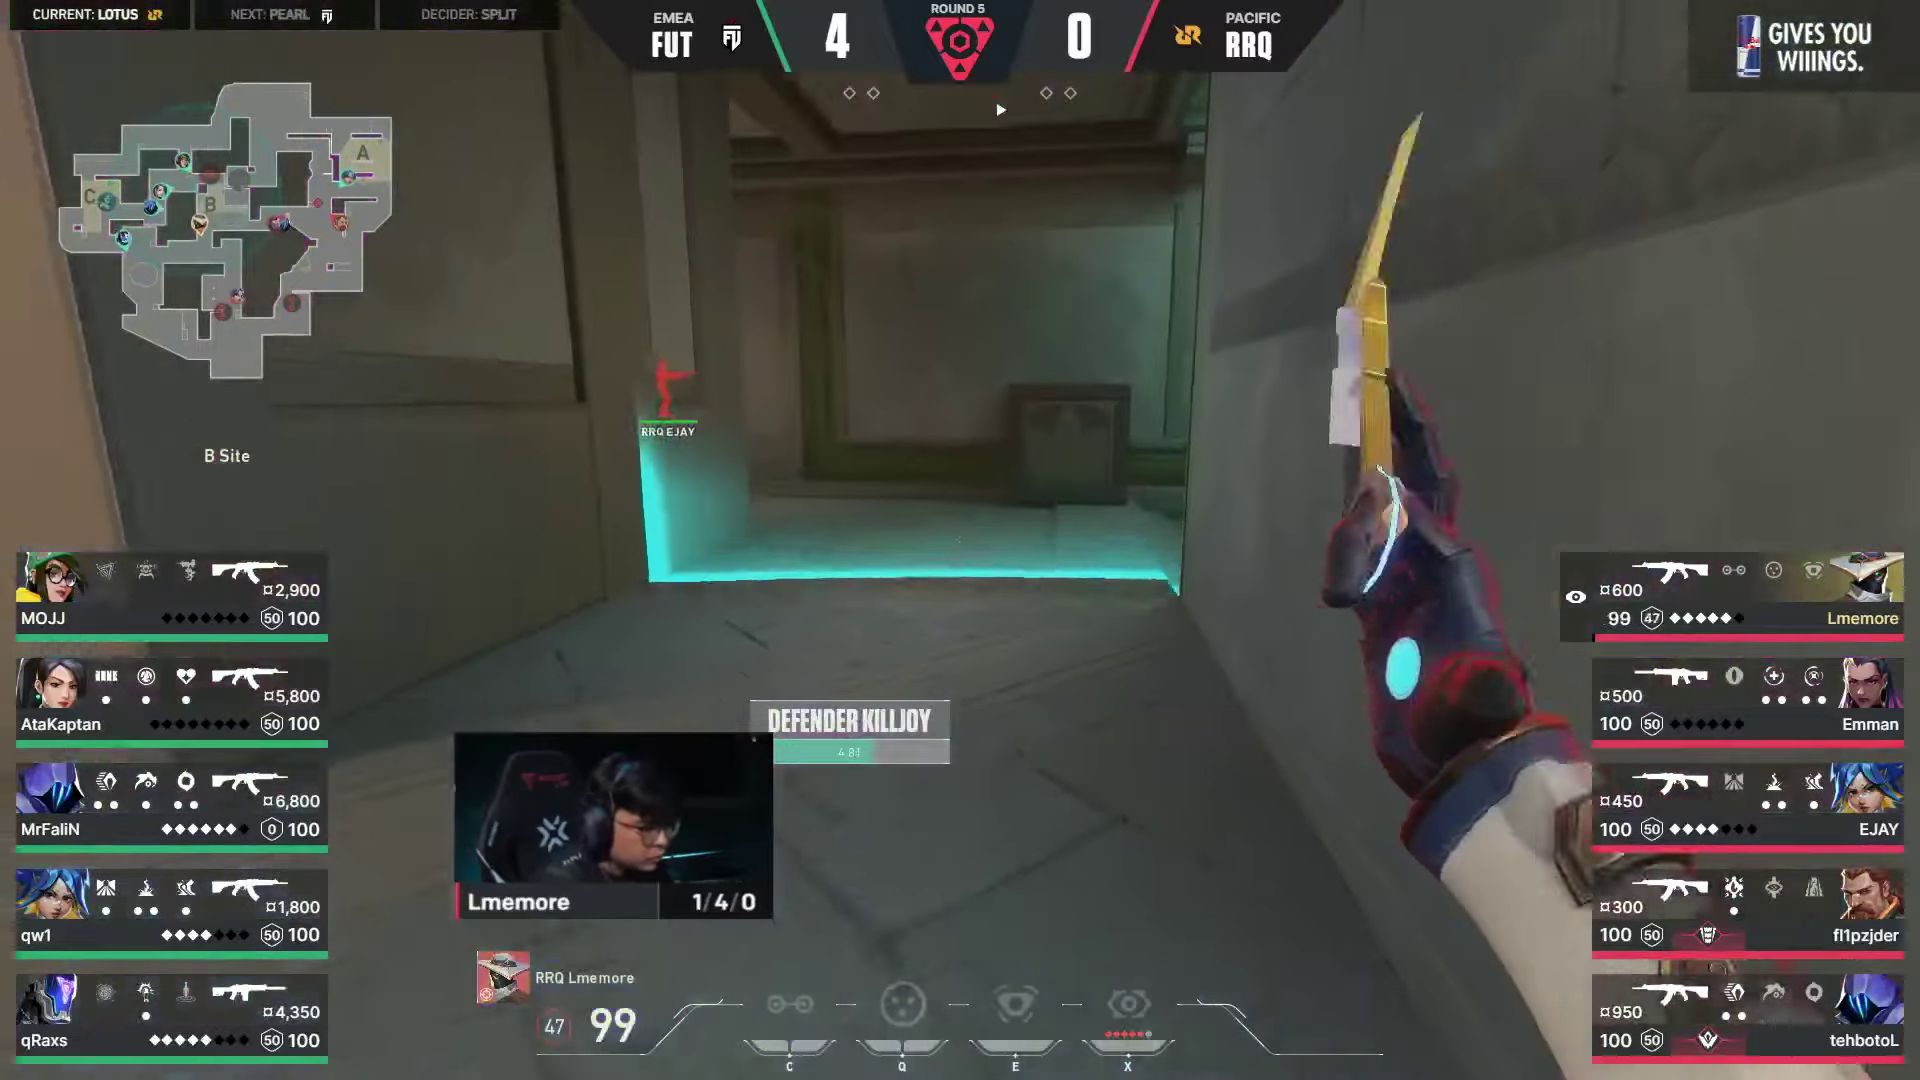 CURRENT: LOTUS
NEXT: PEARL
DECIDER: SPLIT
EMEA
FUT
4
ROUND 5
0
PACIFIC
RRQ
GIVES YOU
WIIINGS.
A
B
C
B Site
RRQ EJAY
DEFENDER KILLJOY
MOJJ
2,900
50 100
AtaKaptan
5,800
50 100
MrFaliN
6,800
0 100
qw1
1,800
50 100
qRaxs
4,350
50 100
600
99 47
Lmemore
500
100 50
Emman
450
100 50
EJAY
300
100 50
fl1pzjder
950
100 50
tehbotoL
Lmemore
1/4/0
RRQ Lmemore
47 99
C
Q
E
X